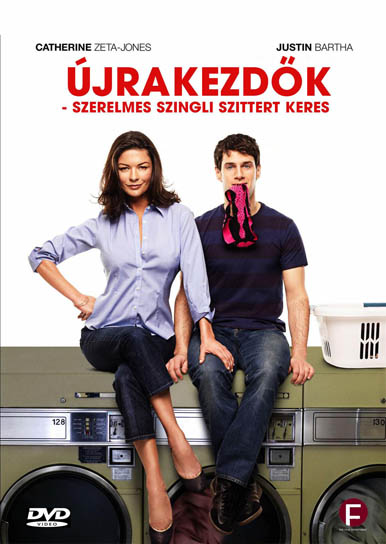 CATHERINE ZETA-JONES
JUSTIN BARTHA
ÚJRAKEZDŐK
- SZERELMES SZINGLI SZITTERT KERES
128
130
DVD
VIDEO
F